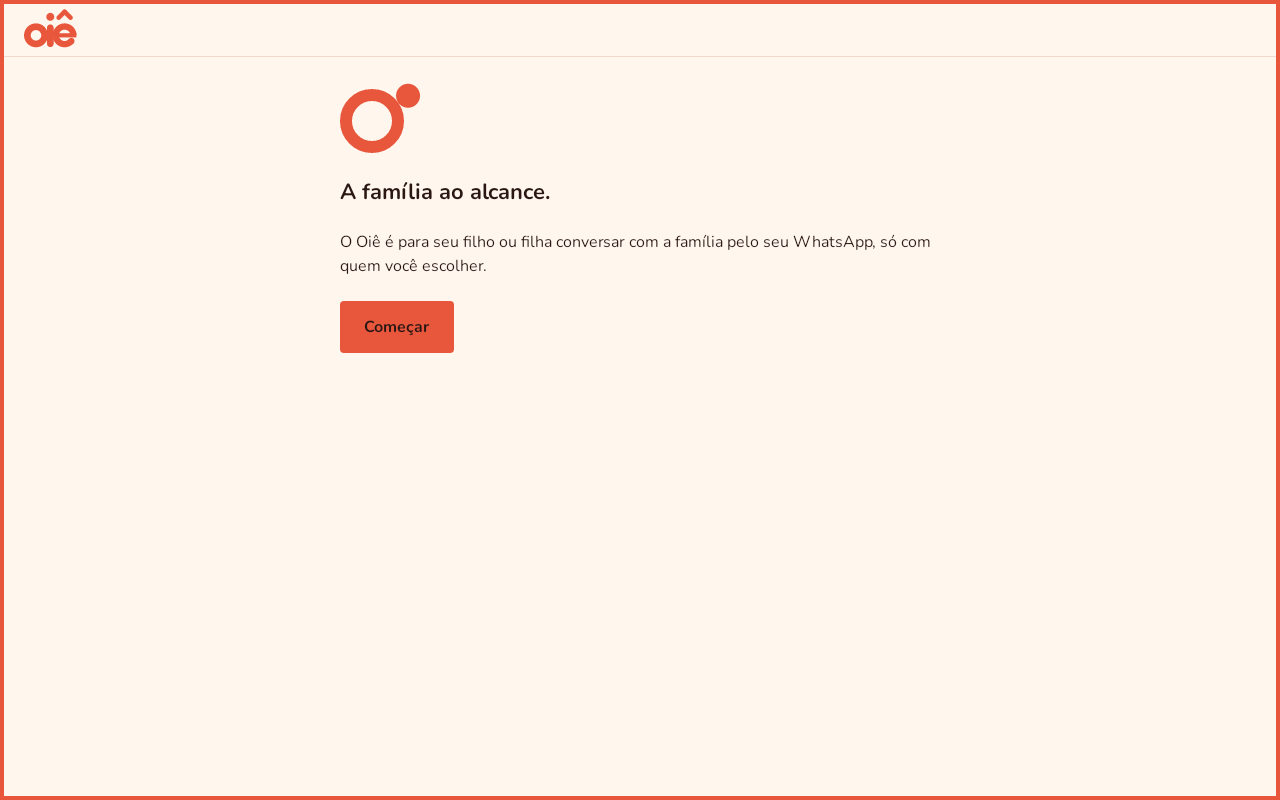 oiê
A família ao alcance.
O Oiê é para seu filho ou filha conversar com a família pelo seu WhatsApp, só com
quem você escolher.
Começar